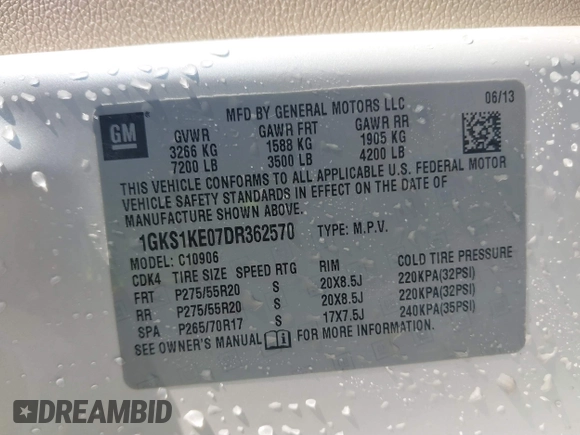 MFD BY GENERAL MOTORS LLC 06/13
GM
GVWR GAWR FRT GAWR RR
3266 KG 1588 KG 1905 KG
7200 LB 3500 LB 4200 LB
THIS VEHICLE CONFORMS TO ALL APPLICABLE U.S. FEDERAL MOTOR
VEHICLE SAFETY STANDARDS IN EFFECT ON THE DATE OF
MANUFACTURE SHOWN ABOVE.
1GKS1KE07DR362570 TYPE: M.P.V.
MODEL: C10906
CDK4 TIRE SIZE SPEED RTG RIM COLD TIRE PRESSURE
FRT P275/55R20 S 20X8.5J 220KPA(32PSI)
RR P275/55R20 S 20X8.5J 220KPA(32PSI)
SPA P265/70R17 S 17X7.5J 240KPA(35PSI)
SEE OWNER'S MANUAL FOR MORE INFORMATION.
DREAMBID